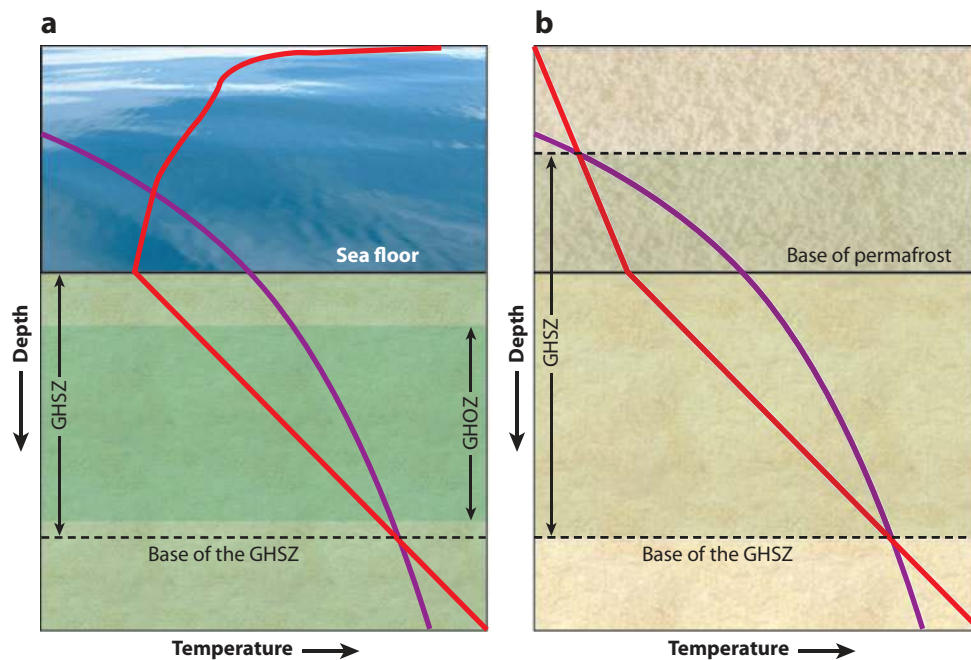 a
Sea floor
Depth
GHSZ
GHOZ
Base of the GHSZ
Temperature
b
Base of permafrost
Depth
GHSZ
Base of the GHSZ
Temperature